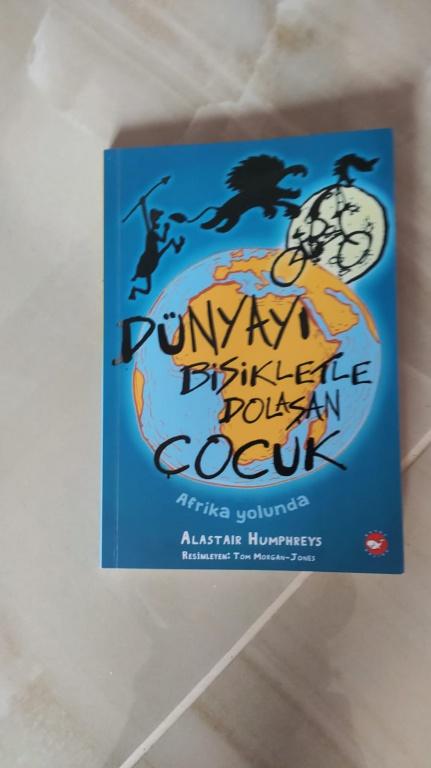 DÜNYAYI
BİSİKLETLE
DOLAŞAN
ÇOCUK
Afrika yolunda
ALASTAIR HUMPHREYS
RESİMLEYEN: TOM MORGAN-JONES